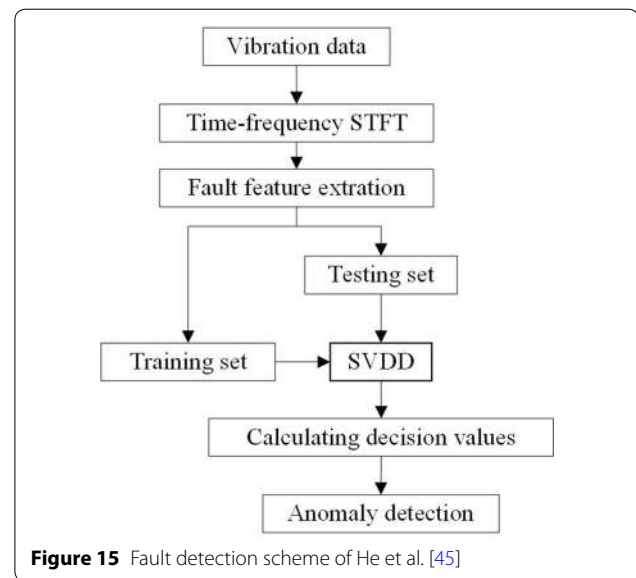 Vibration data
Time-frequency STFT
Fault feature extration
Testing set
Training set
SVDD
Calculating decision values
Anomaly detection
Figure 15 Fault detection scheme of He et al. [45]